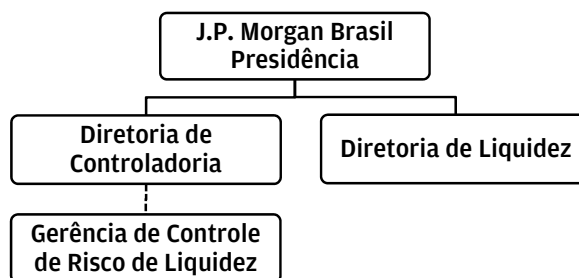 J.P. Morgan Brasil
Presidência
Diretoria de
Controladoria
Diretoria de Liquidez
Gerência de Controle
de Risco de Liquidez